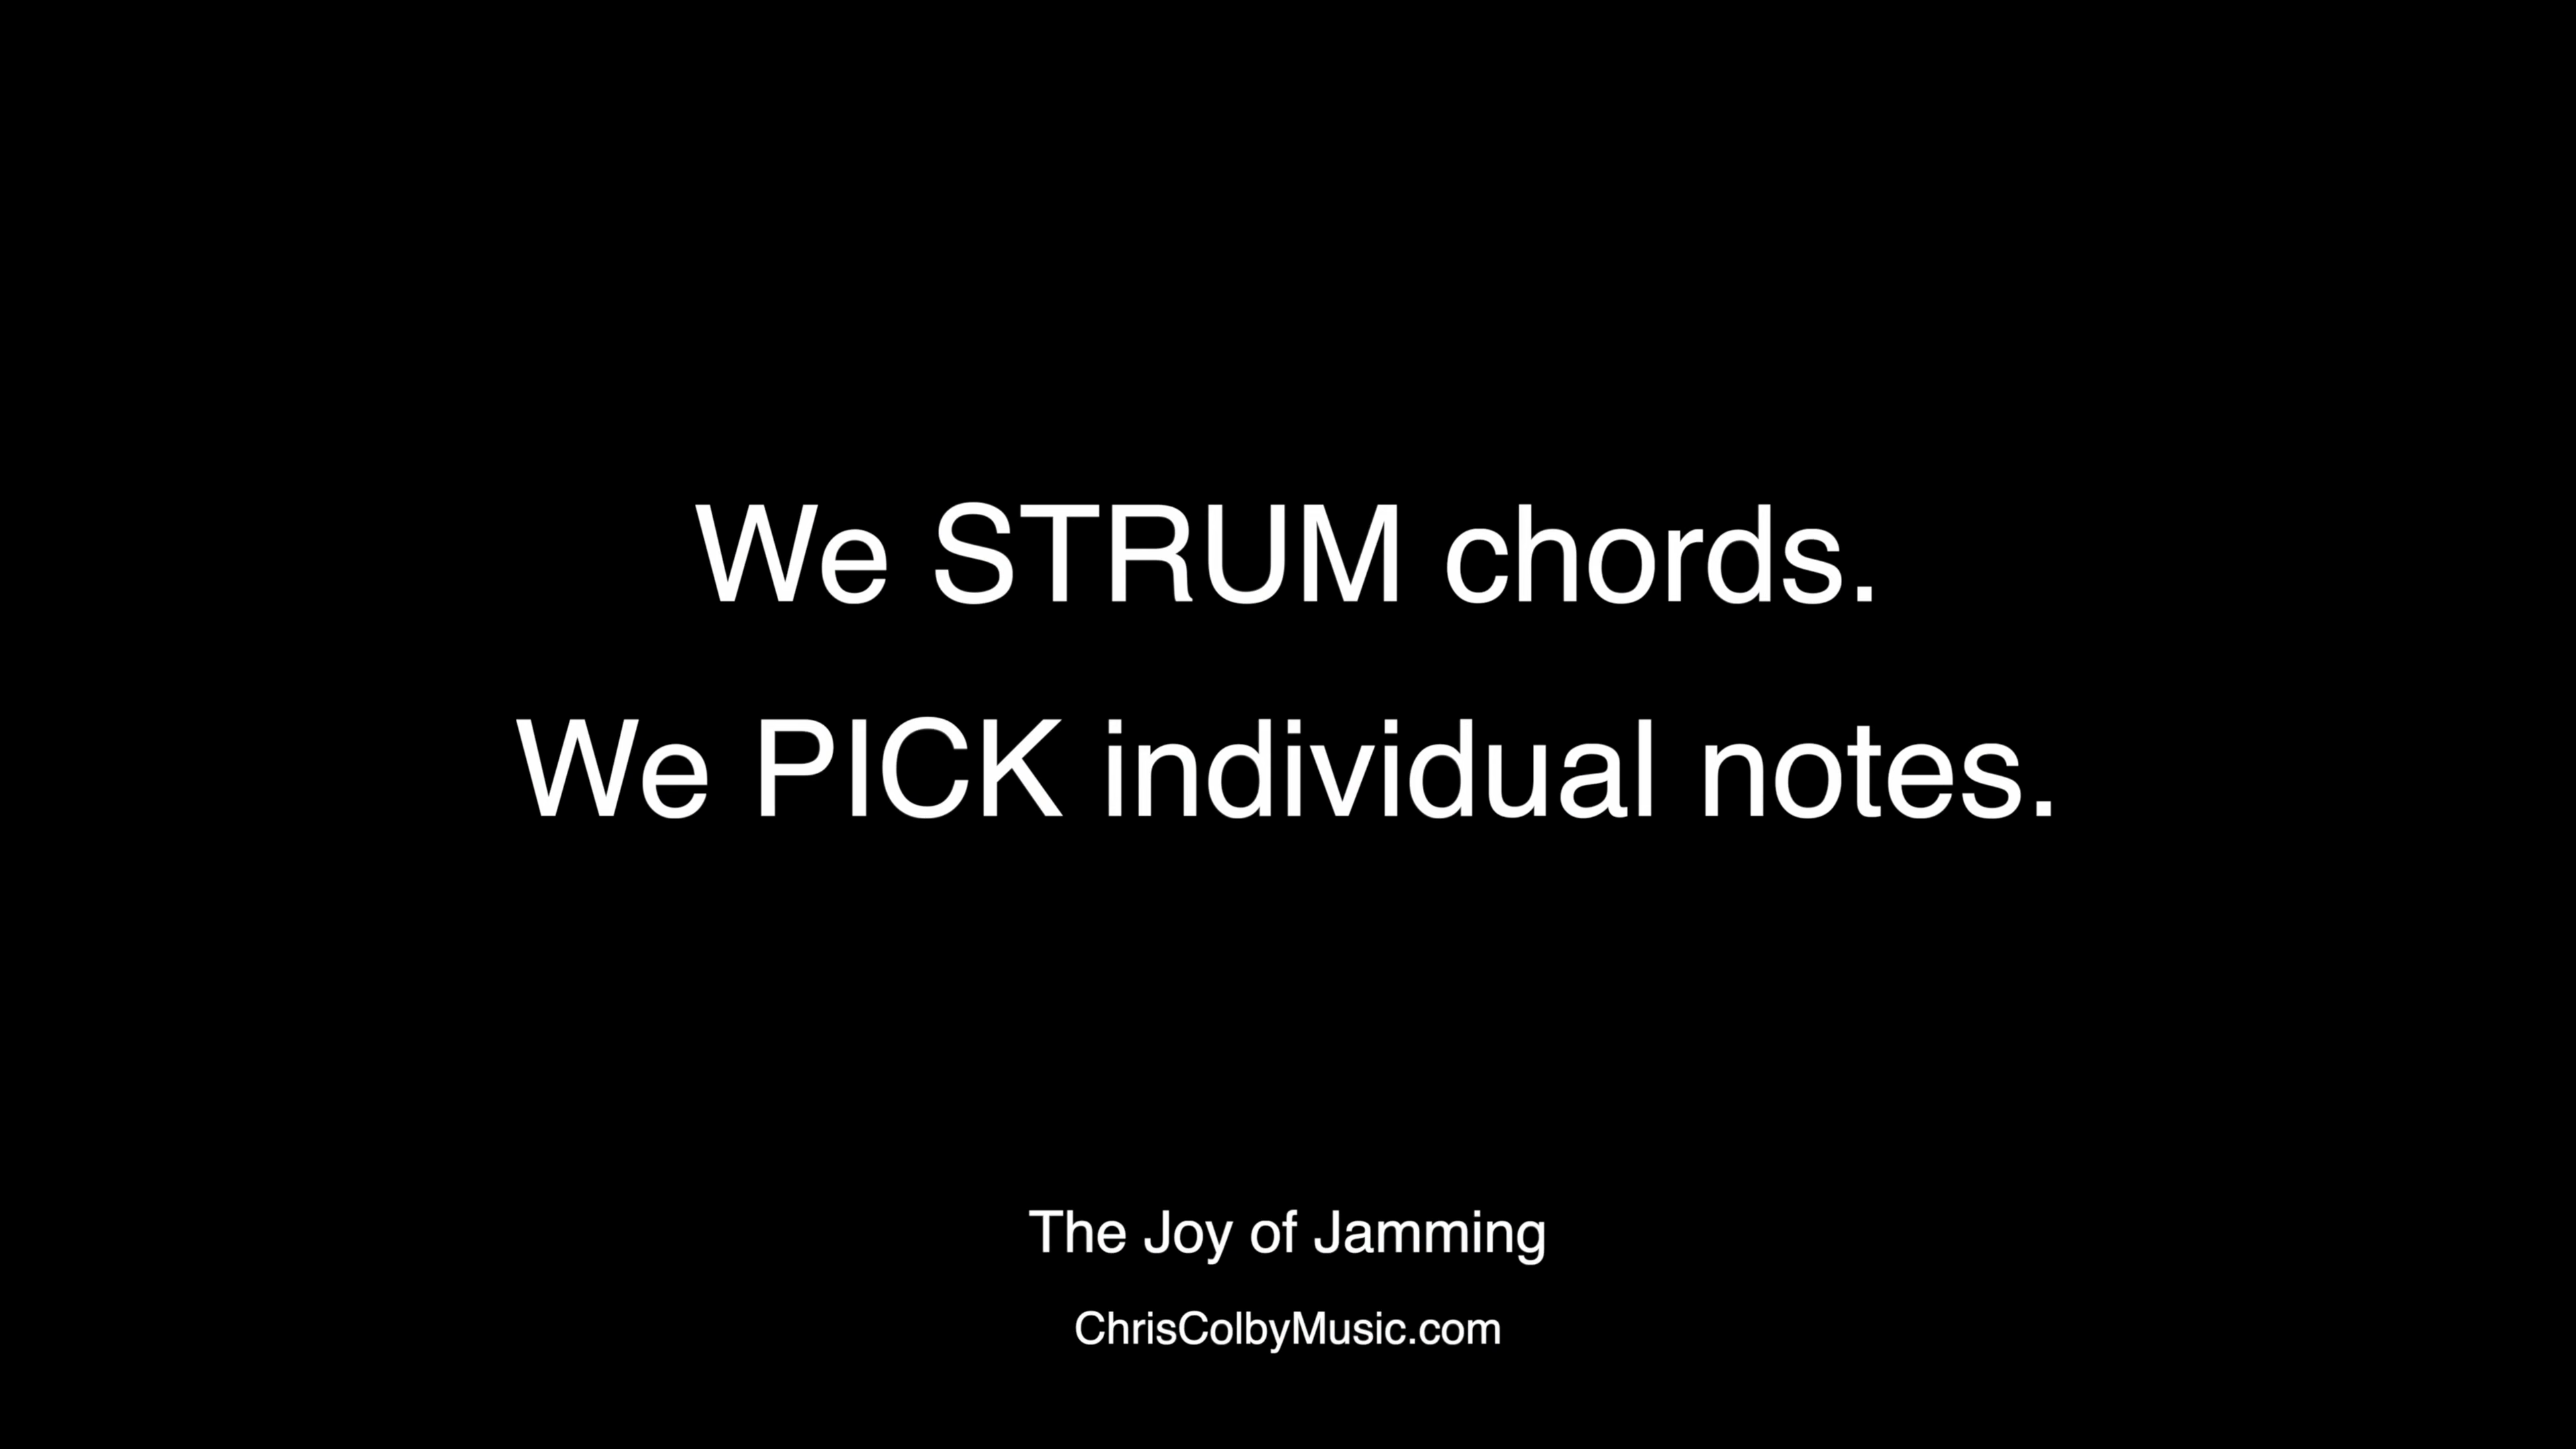 We STRUM chords.
We PICK individual notes.
The Joy of Jamming
ChrisColbyMusic.com